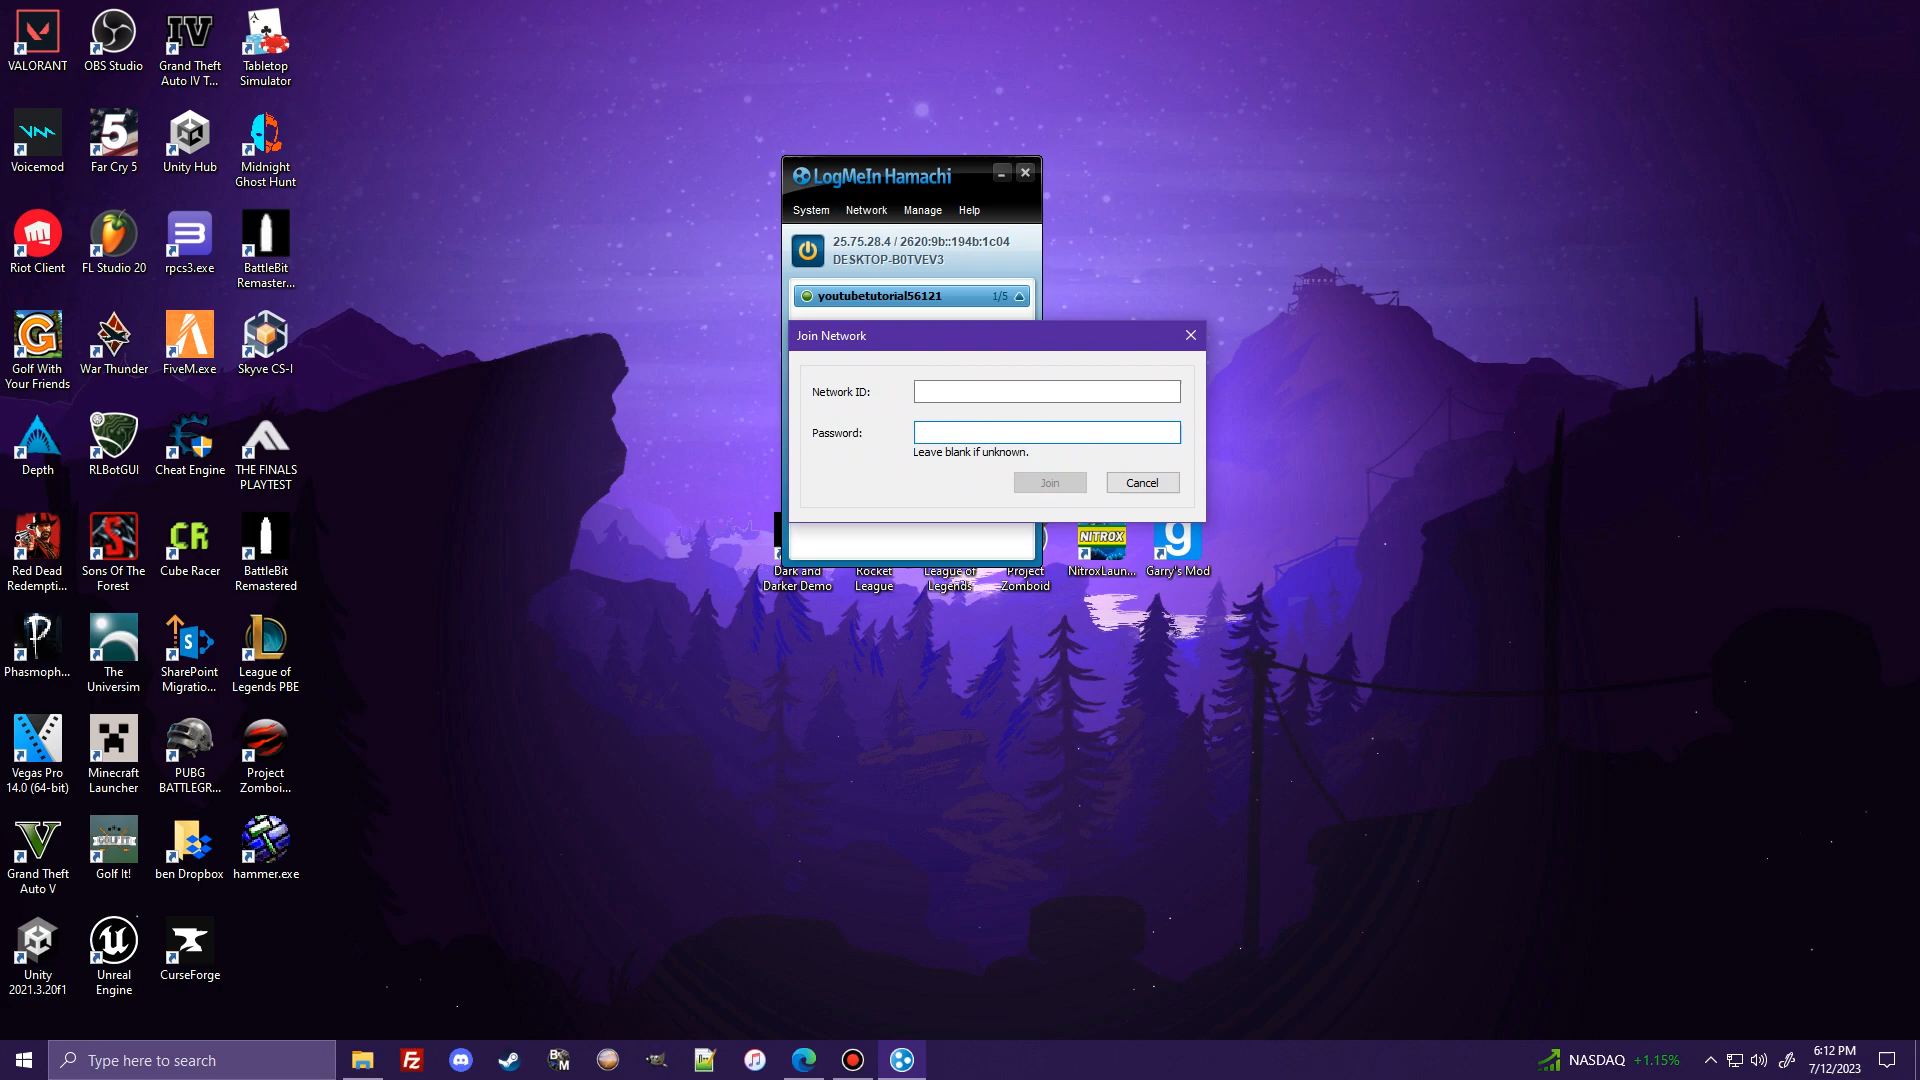 VALORANT
OBS Studio
Grand Theft
Auto IV T...
Tabletop
Simulator
Voicemod
Far Cry 5
Unity Hub
Midnight
Ghost Hunt
Riot Client
FL Studio 20
rpcs3.exe
BattleBit
Remaster...
Golf With
Your Friends
War Thunder
FiveM.exe
Skyve CS-I
Depth
RLBotGUI
Cheat Engine
THE FINALS
PLAYTEST
Red Dead
Redempti...
Sons Of The
Forest
Cube Racer
BattleBit
Remastered
Phasmoph...
The
Universim
SharePoint
Migratio...
League of
Legends PBE
Vegas Pro
14.0 (64-bit)
Minecraft
Launcher
PUBG
BATTLEGR...
Project
Zomboi...
Grand Theft
Auto V
Golf It!
ben Dropbox
hammer.exe
Unity
2021.3.20f1
Unreal
Engine
CurseForge
LogMeIn Hamachi
System Network Manage Help
25.75.28.4 / 2620:9b::194b:1c04
DESKTOP-B0TVEV3
youtubetutorial56121 1/5
Join Network
Network ID:
Password:
Leave blank if unknown.
Join Cancel
NITROX
Dark and
Darker Demo
Rocket
League
League of
Legends
Project
Zomboid
NitroxLaun...
Garry's Mod
Type here to search
NASDAQ +1.15%
6:12 PM
7/12/2023